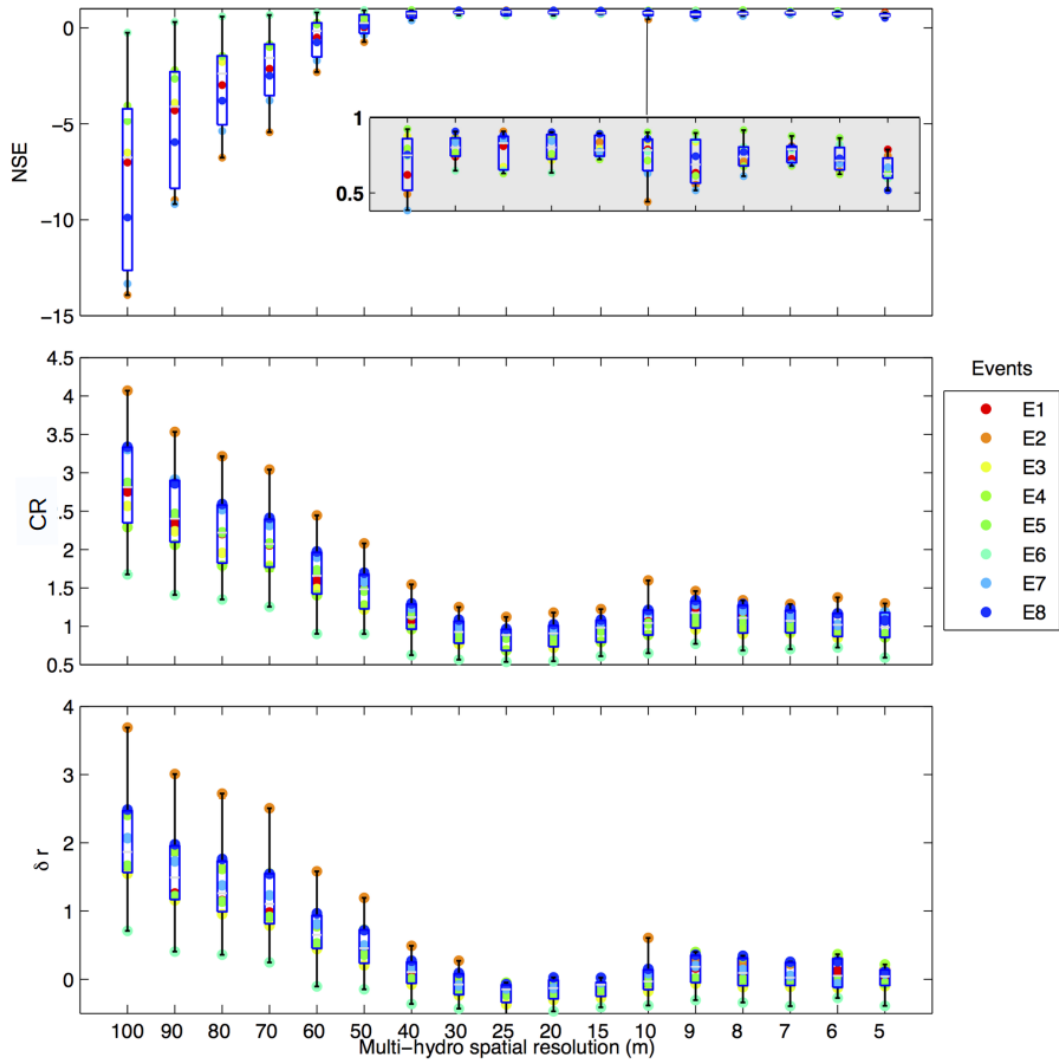 0
−5
−10
−15
NSE
1
0.5
4.5
4
3.5
3
.5
2
1.5
1
0.5
CR
Events
E1
E2
E3
E4
E5
E6
E7
E8
4
3
2
1
0
δ r
100 90 80 70 60 50 40 30 25 20 15 10 9 8 7 6 5
Multi-hydro spatial resolution (m)